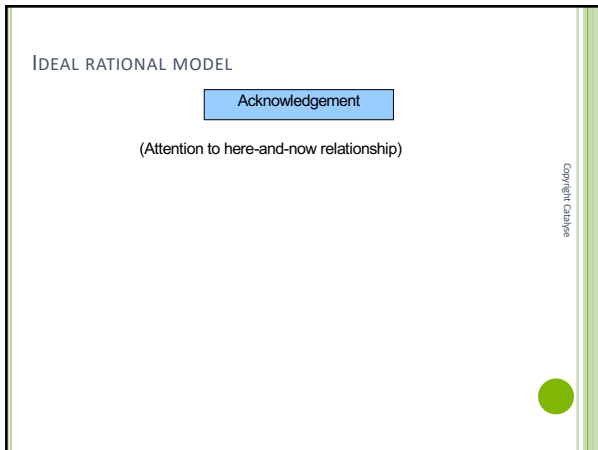 IDEAL RATIONAL MODEL
Acknowledgement
(Attention to here-and-now relationship)
Copyright Catalyse